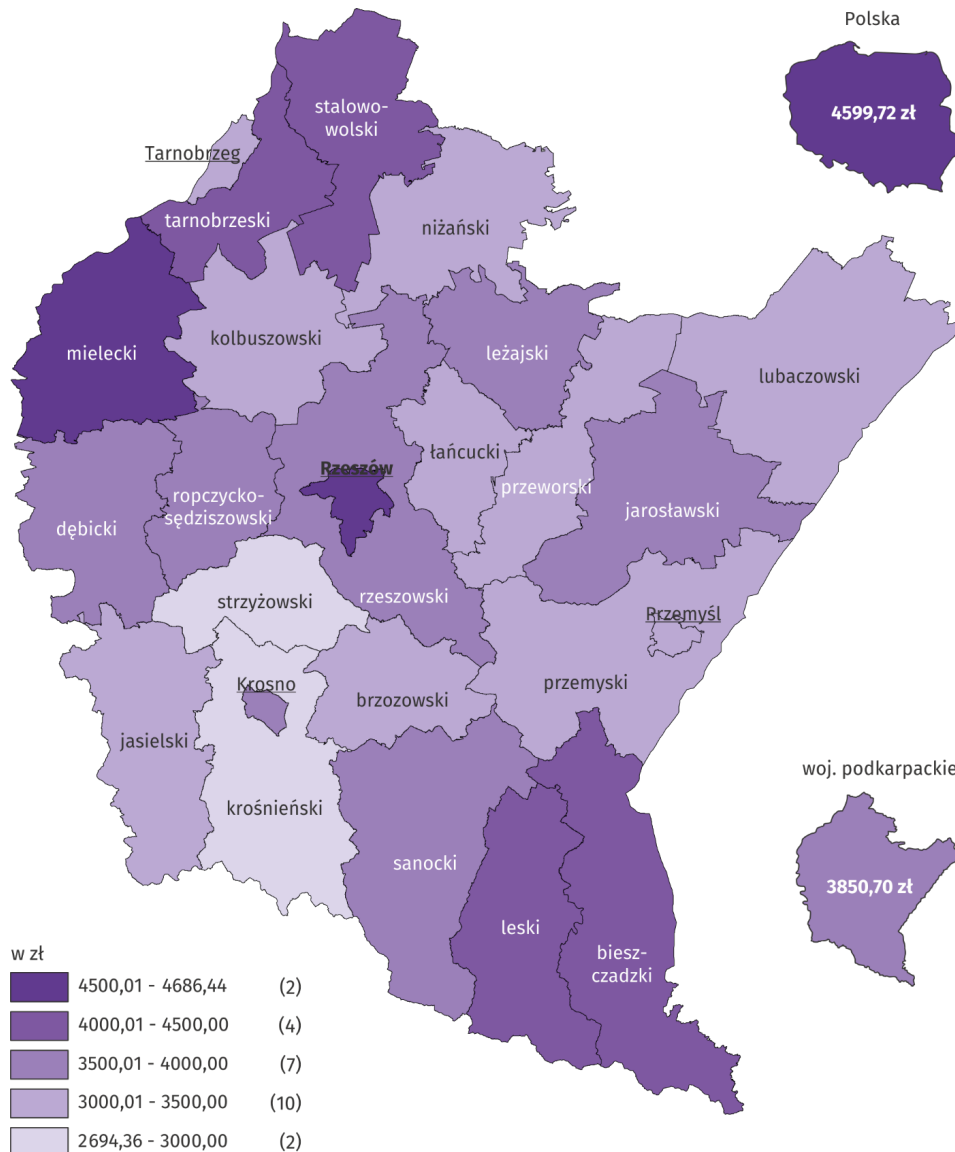 Polska
4599,72 zł
stalowo-
wolski
Tarnobrzeg
tarnobrzeski
niżański
kolbuszowski
mielecki
leżajski
lubaczowski
łańcucki
Rzeszów
przeworski
ropczycko-
sędziszowski
jarosławski
dębicki
strzyżowski
rzeszowski
Przemyśl
Krosno
przemyski
brzozowski
jasielski
woj. podkarpackie
krośnieński
sanocki
3850,70 zł
leski
biesz-
czadzki
w zł
4500,01 - 4686,44 (2)
4000,01 - 4500,00 (4)
3500,01 - 4000,00 (7)
3000,01 - 3500,00 (10)
2694,36 - 3000,00 (2)